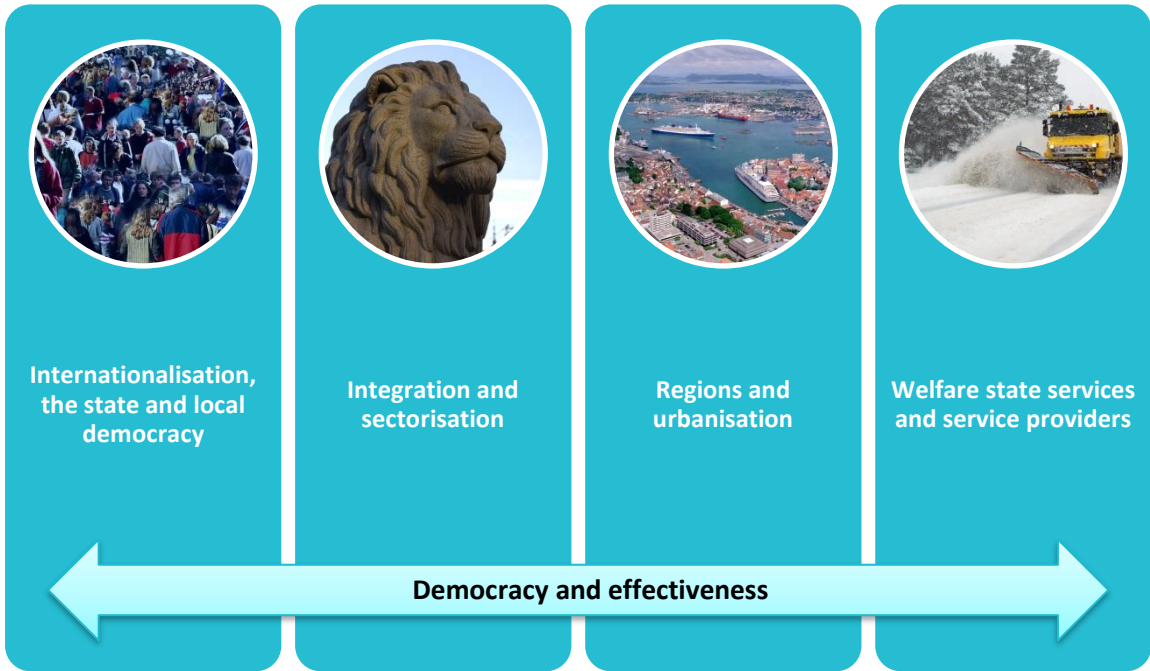 Internationalisation,
the state and local
democracy
Integration and
sectorisation
Regions and
urbanisation
Welfare state services
and service providers
Democracy and effectiveness